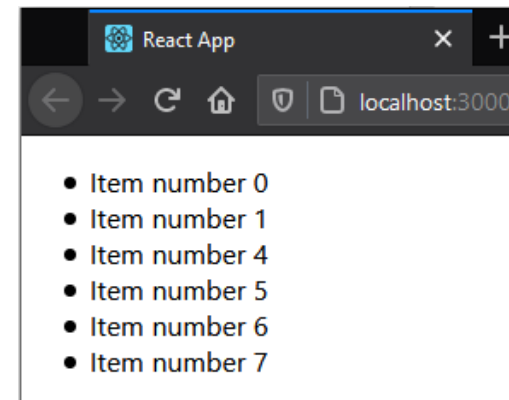 React App
localhost:3000
Item number 0
Item number 1
Item number 4
Item number 5
Item number 6
Item number 7